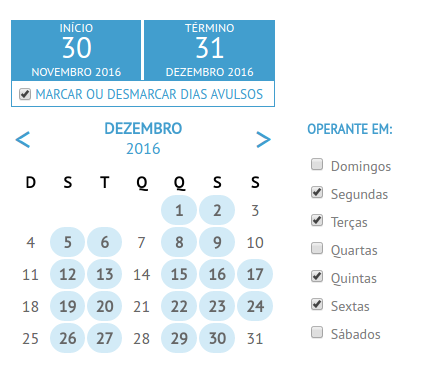 INÍCIO
30
NOVEMBRO 2016
TÉRMINO
31
DEZEMBRO 2016
MARCAR OU DESMARCAR DIAS AVULSOS
< DEZEMBRO >
2016
D S T Q Q S S
1 2 3
4 5 6 7 8 9 10
11 12 13 14 15 16 17
18 19 20 21 22 23 24
25 26 27 28 29 30 31
OPERANTE EM:
Domingos
Segundas
Terças
Quartas
Quintas
Sextas
Sábados